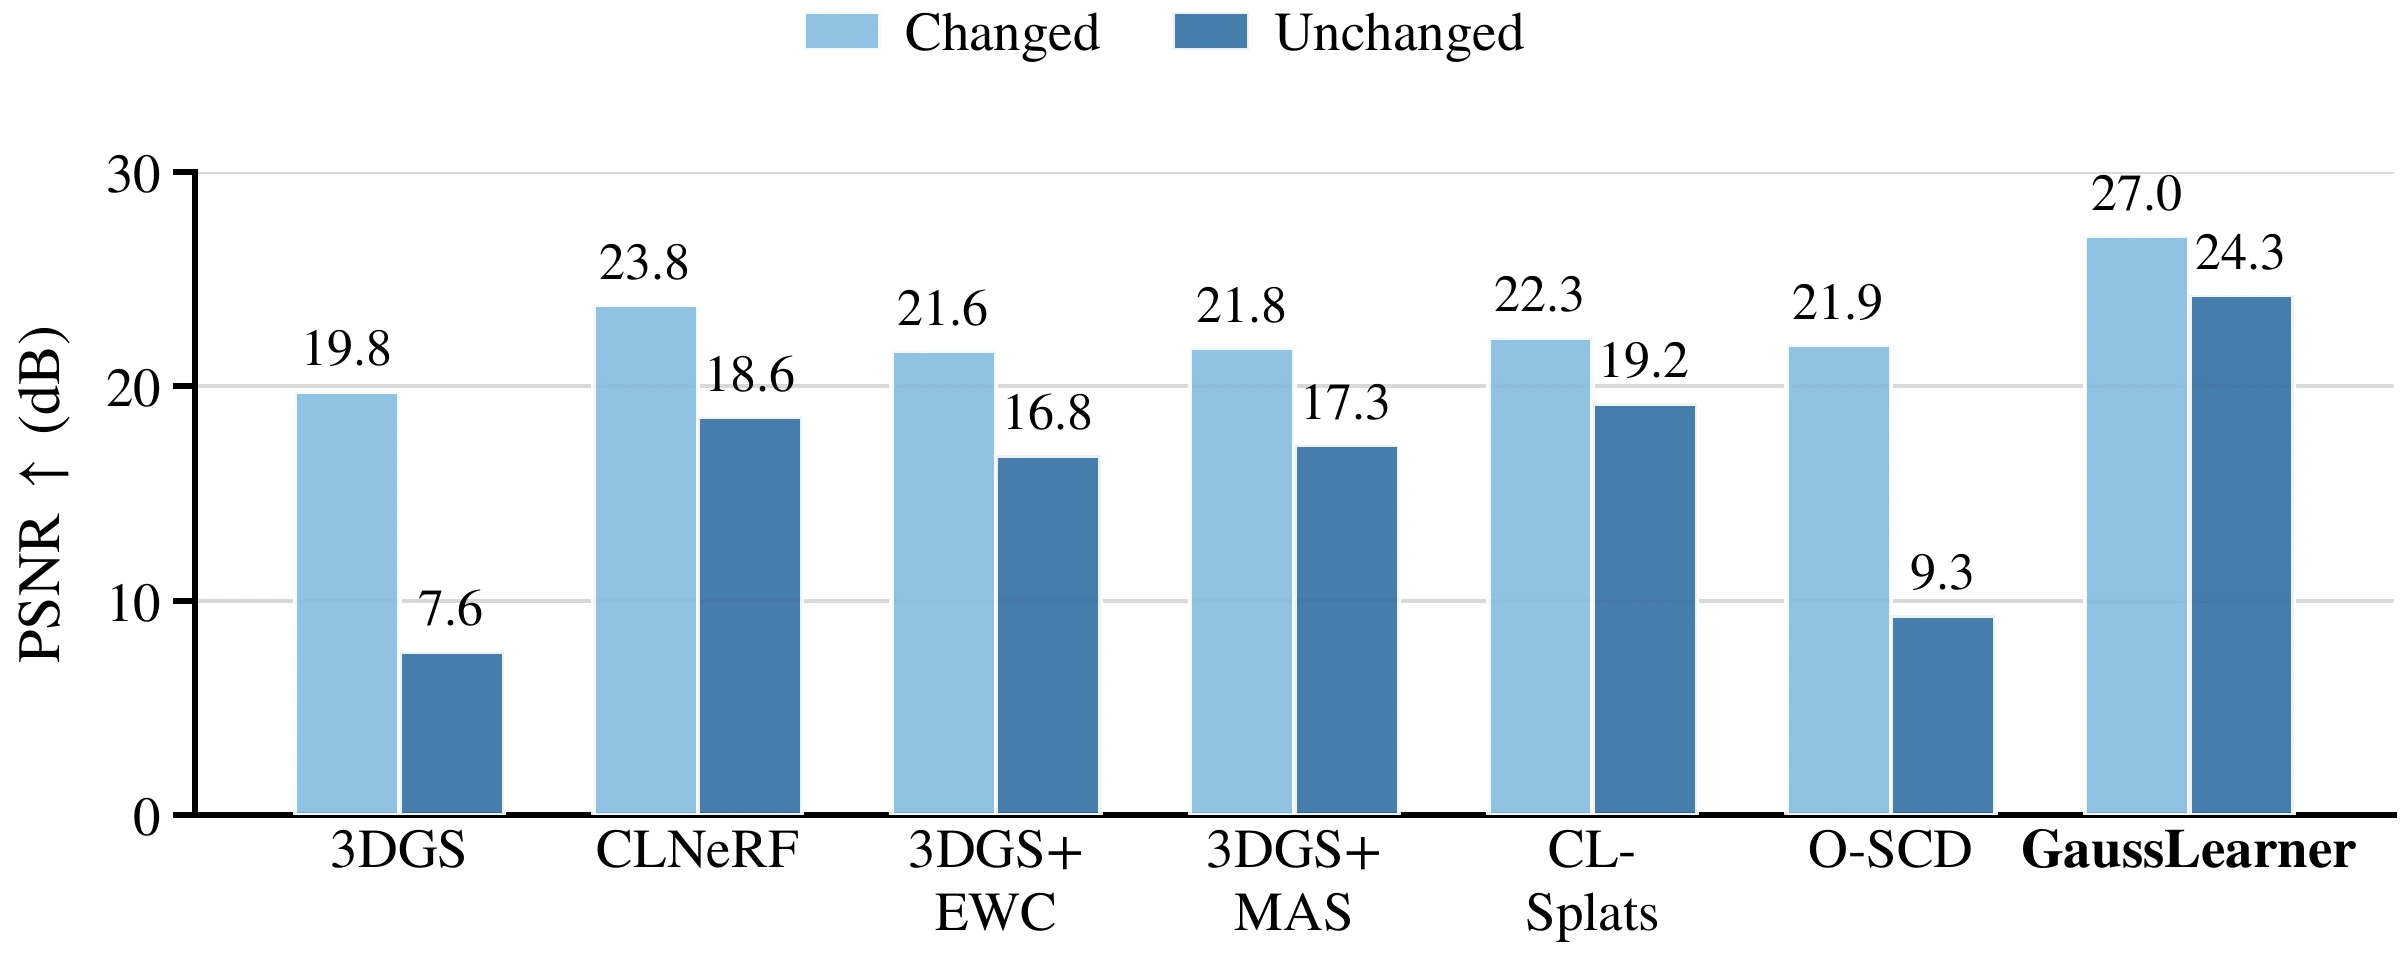 Changed Unchanged
PSNR ↑ (dB)
30
20
10
0
19.8
7.6
23.8
18.6
21.6
16.8
21.8
17.3
22.3
19.2
21.9
9.3
27.0
24.3
3DGS
CLNeRF
3DGS+
EWC
3DGS+
MAS
CL-
Splats
O-SCD
GaussLearner